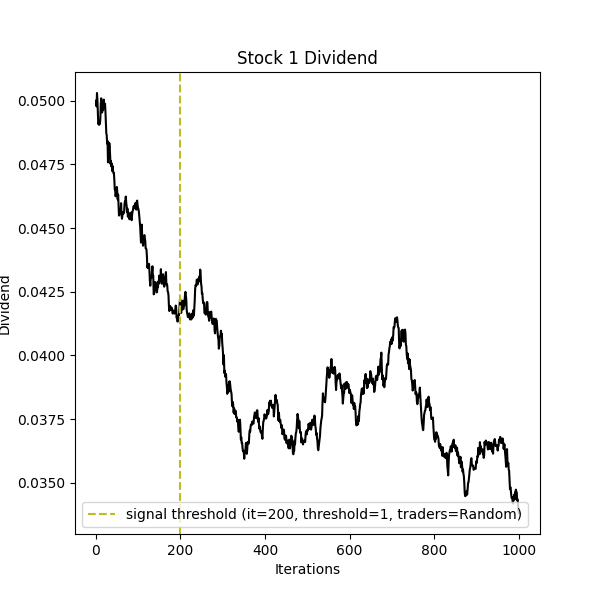 Stock 1 Dividend
Dividend
0.0500
0.0475
0.0450
0.0425
0.0400
0.0375
0.0350
signal threshold (it=200, threshold=1, traders=Random)
0 200 400 600 800 1000
Iterations